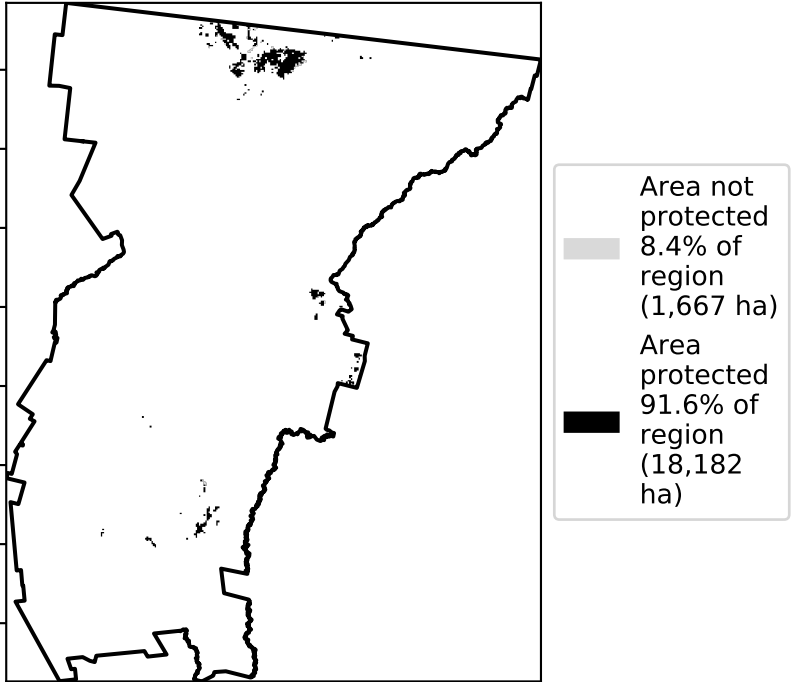 Area not
protected
8.4% of
region
(1,667 ha)
Area
protected
91.6% of
region
(18,182
ha)